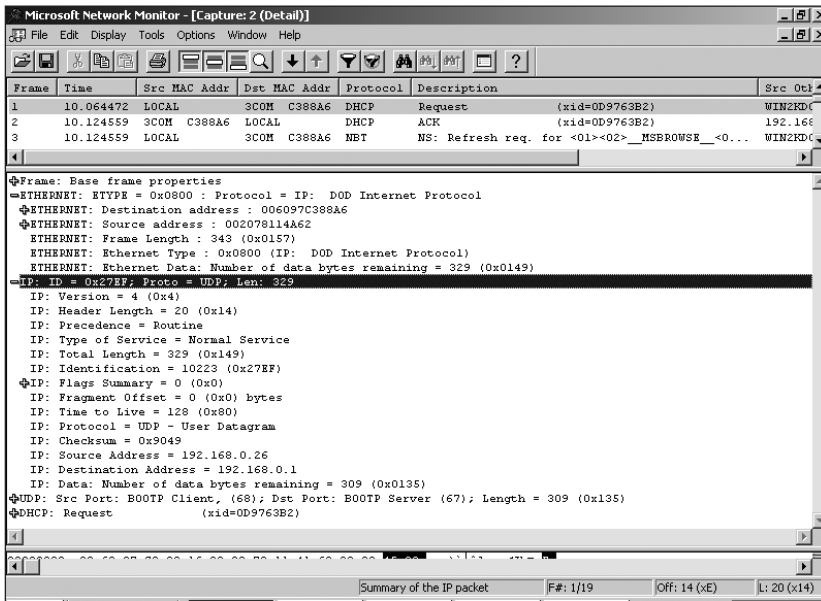 Microsoft Network Monitor - [Capture: 2 (Detail)]
File Edit Display Tools Options Window Help
Frame Time Src MAC Addr Dst MAC Addr Protocol Description Src Oth
1 10.064472 LOCAL 3COM C388A6 DHCP Request (xid=0D9763B2) WIN2KDC
2 10.124559 3COM C388A6 LOCAL DHCP ACK (xid=0D9763B2) 192.168
3 10.124559 LOCAL 3COM C388A6 NBT NS: Refresh req. for <01><02>__MSBROWSE__<0... WIN2KDC
Frame: Base frame properties
ETHERNET: ETYPE = 0x0800 : Protocol = IP: DOD Internet Protocol
ETHERNET: Destination address : 006097C388A6
ETHERNET: Source address : 002078114A62
ETHERNET: Frame Length : 343 (0x0157)
ETHERNET: Ethernet Type : 0x0800 (IP: DOD Internet Protocol)
ETHERNET: Ethernet Data: Number of data bytes remaining = 329 (0x0149)
IP: ID = 0x27EF; Proto = UDP; Len: 329
IP: Version = 4 (0x4)
IP: Header Length = 20 (0x14)
IP: Precedence = Routine
IP: Type of Service = Normal Service
IP: Total Length = 329 (0x149)
IP: Identification = 10223 (0x27EF)
IP: Flags Summary = 0 (0x0)
IP: Fragment Offset = 0 (0x0) bytes
IP: Time to Live = 128 (0x80)
IP: Protocol = UDP - User Datagram
IP: Checksum = 0x9049
IP: Source Address = 192.168.0.26
IP: Destination Address = 192.168.0.1
IP: Data: Number of data bytes remaining = 309 (0x0135)
UDP: Src Port: BOOTP Client, (68); Dst Port: BOOTP Server (67); Length = 309 (0x135)
DHCP: Request (xid=0D9763B2)
Summary of the IP packet F#: 1/19 Off: 14 (xE) L: 20 (x14)